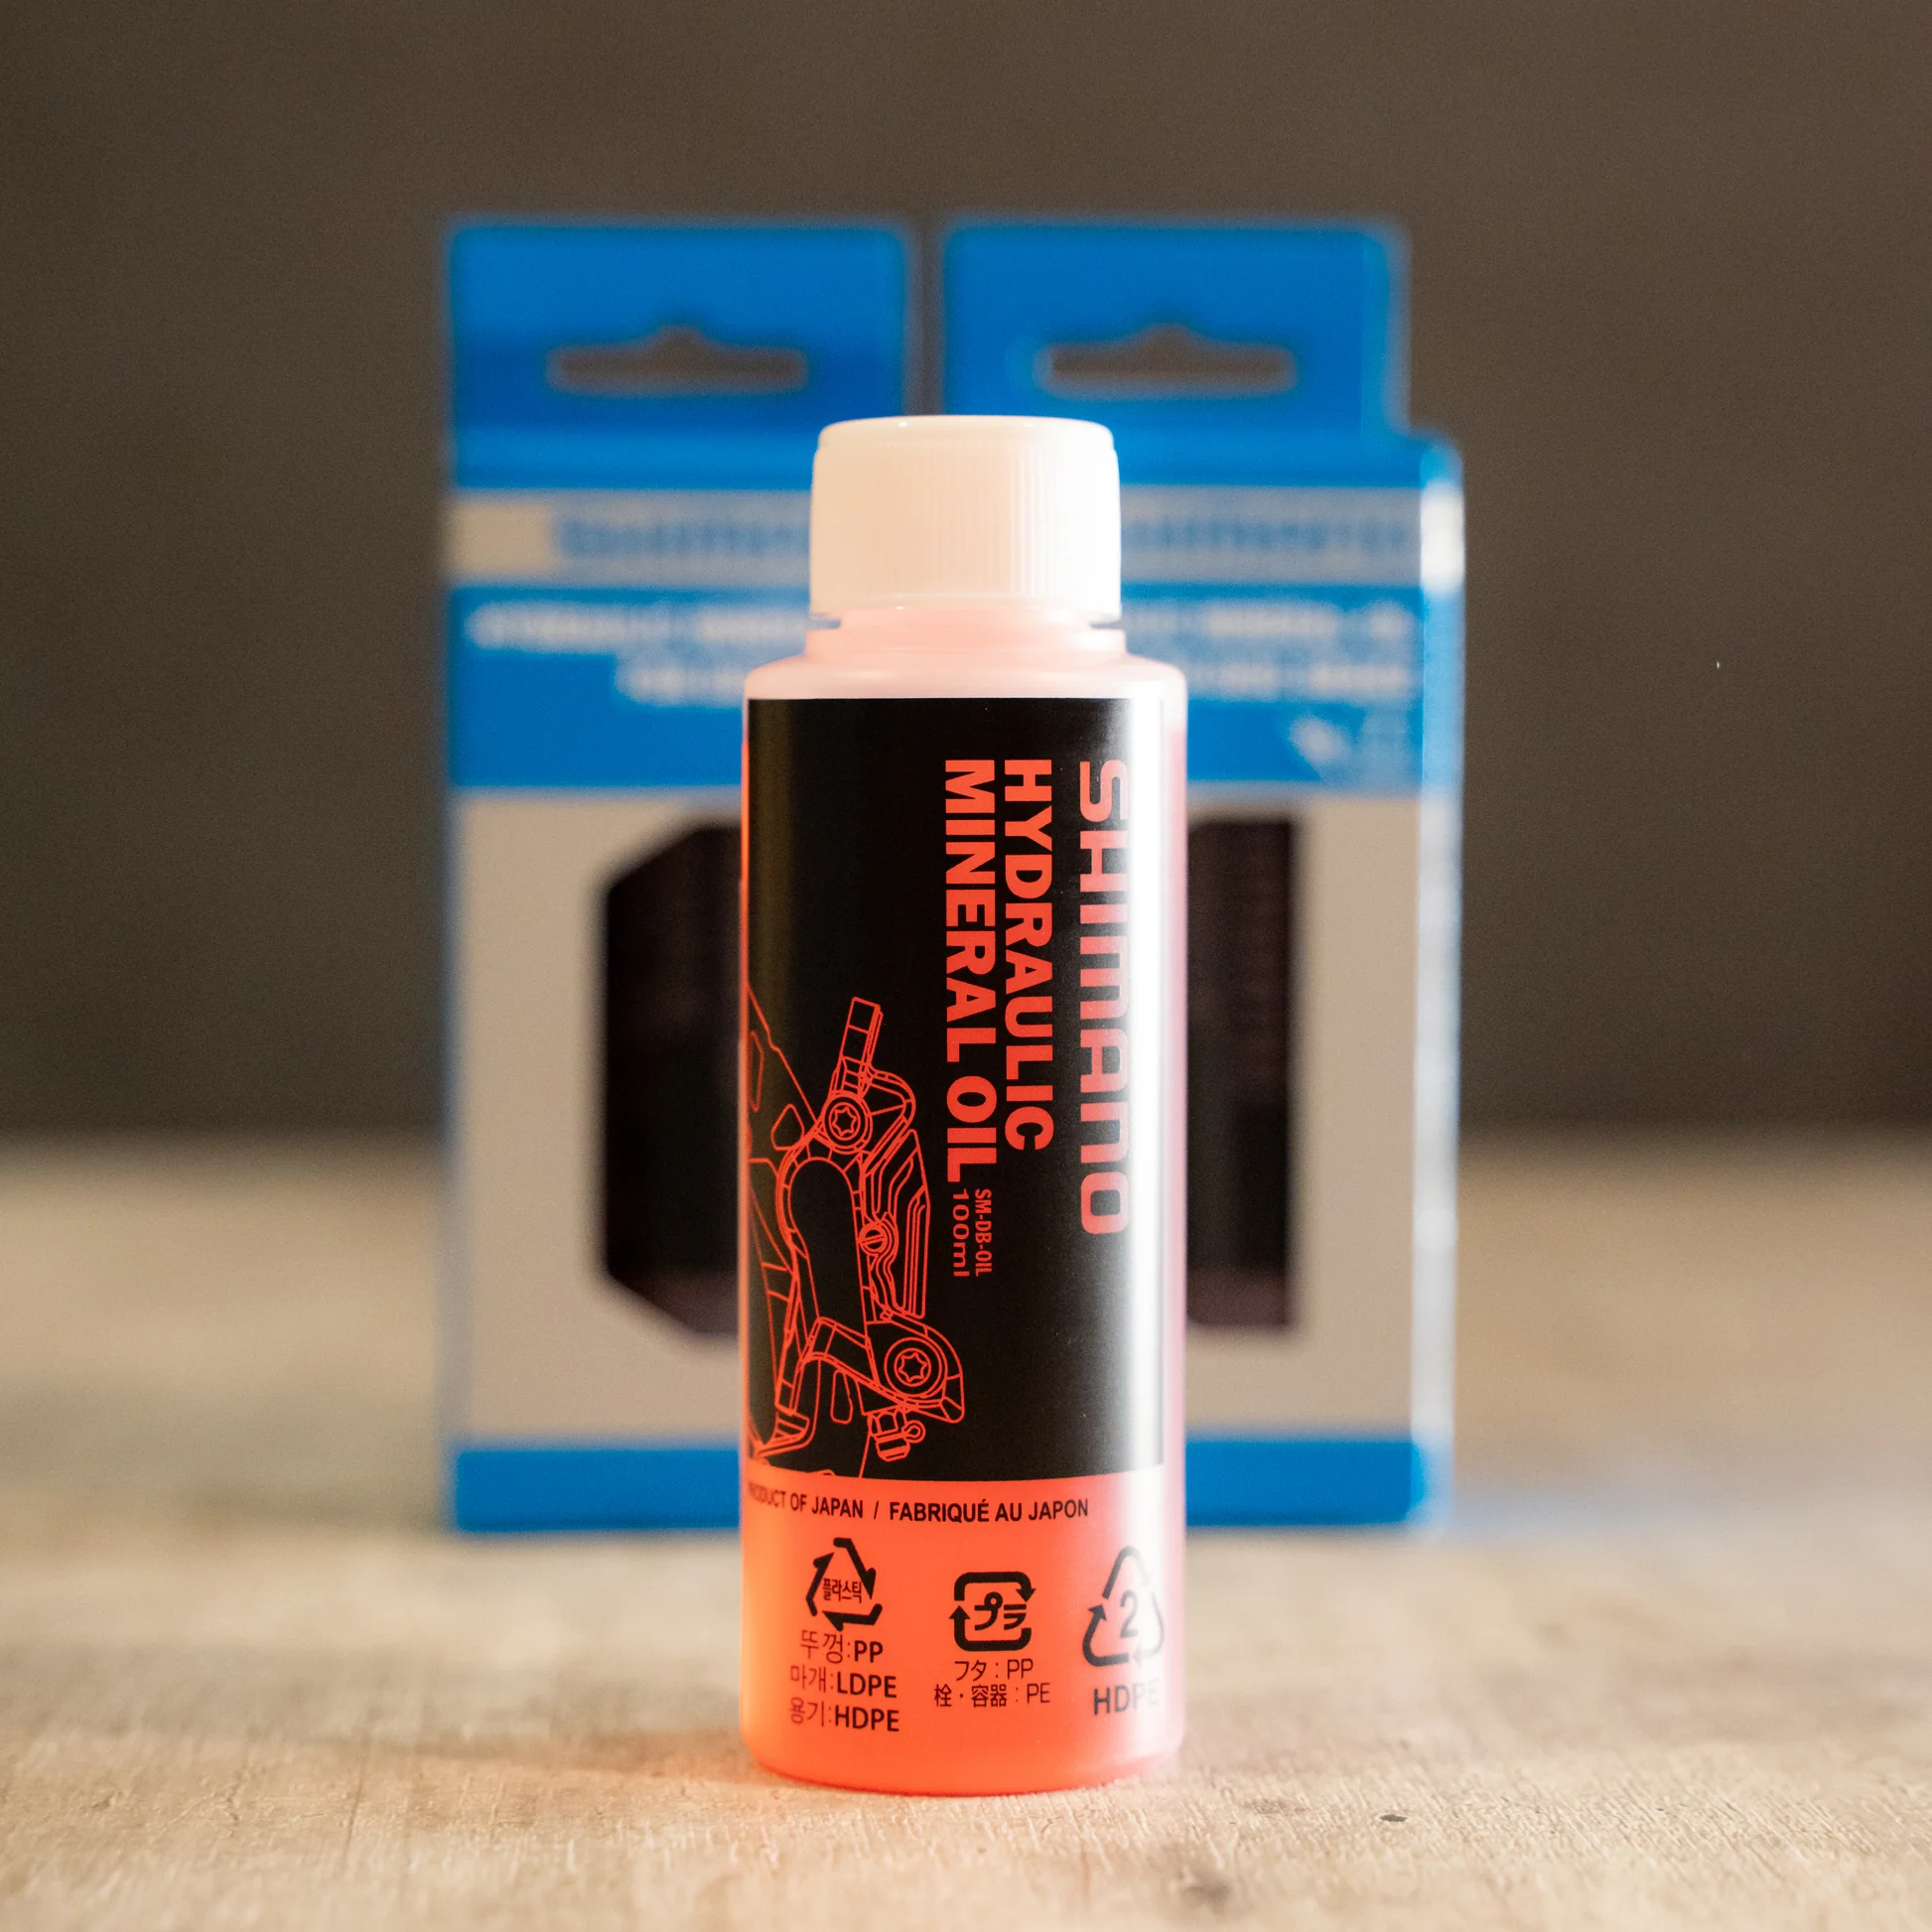 SHIMANO
HYDRAULIC
MINERAL OIL
SM-DB-OIL
100ml
PRODUCT OF JAPAN / FABRIQUÉ AU JAPON
플라스틱
뚜껑:PP
마개:LDPE
용기:HDPE
プラ
フタ:PP
栓・容器:PE
2
HDPE